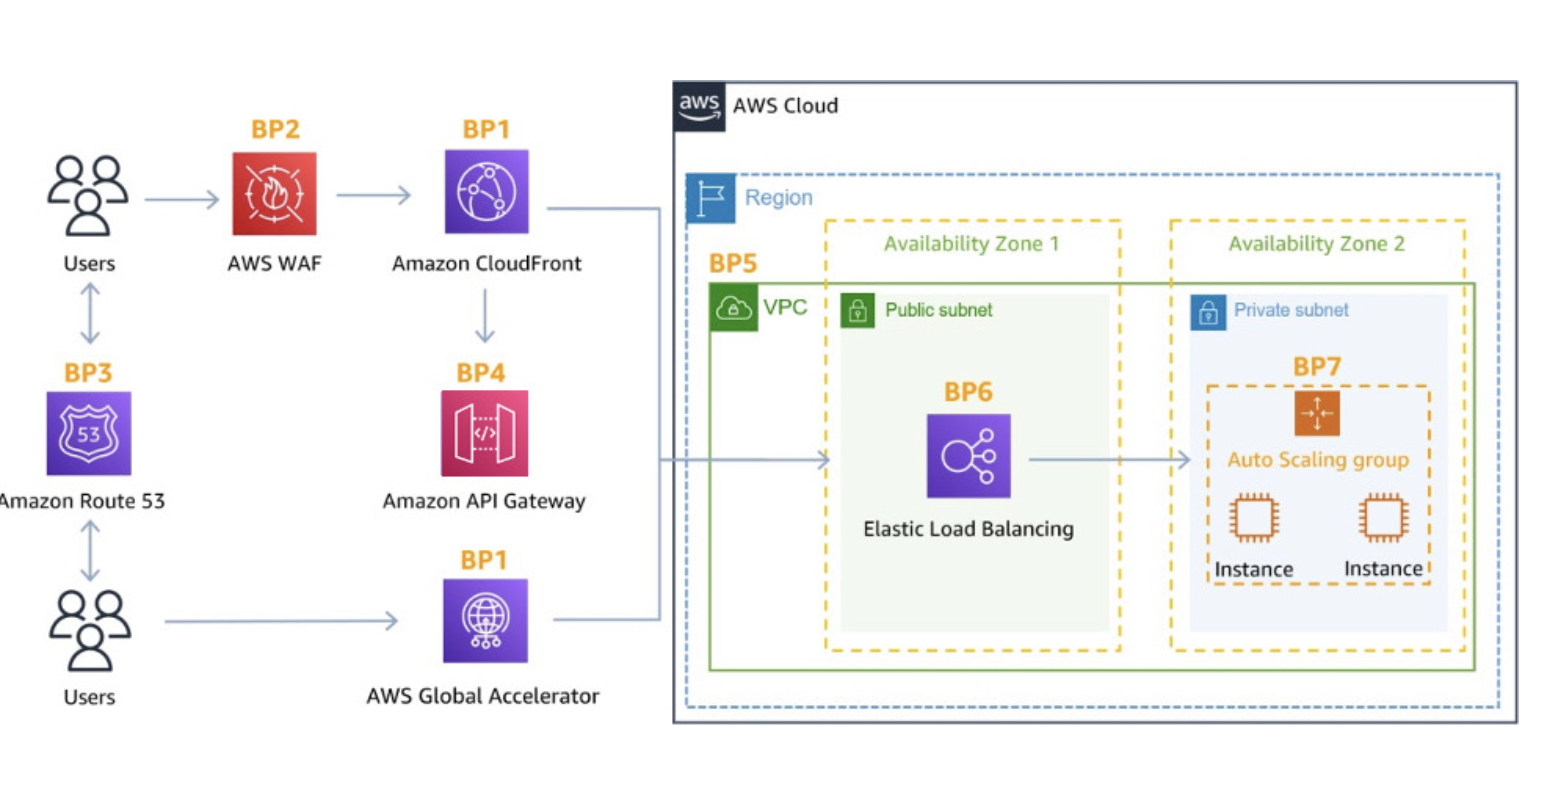 aws
AWS Cloud
BP2
BP1
Users
AWS WAF
Amazon CloudFront
Region
Availability Zone 1
Availability Zone 2
BP5
VPC
Public subnet
Private subnet
BP3
BP4
BP6
BP7
53
</>
Auto Scaling group
Amazon Route 53
Amazon API Gateway
Elastic Load Balancing
Instance
Instance
BP1
Users
AWS Global Accelerator